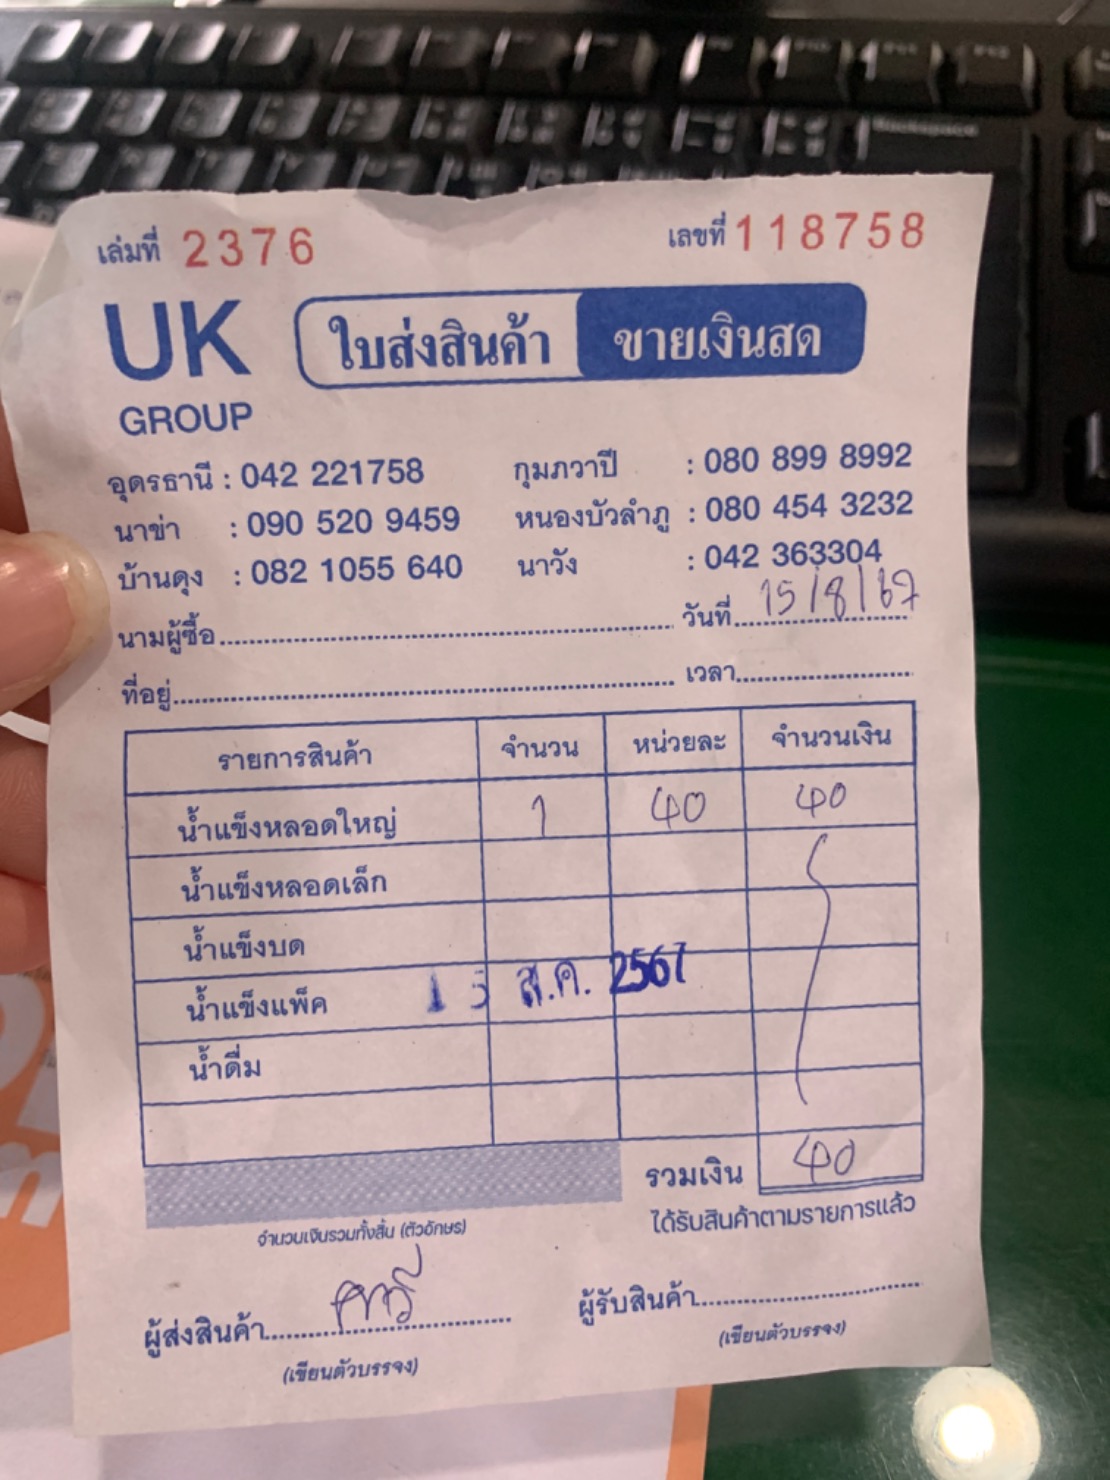 Backspace
เล่มที่ 2376 เลขที่ 118758
UK ใบส่งสินค้า ขายเงินสด
GROUP
อุดรธานี : 042 221758 กุมภวาปี : 080 899 8992
นาข่า : 090 520 9459 หนองบัวลำภู : 080 454 3232
บ้านดุง : 082 1055 640 นาวัง : 042 363304
นามผู้ซื้อ วันที่ 15/8/67
ที่อยู่ เวลา
รายการสินค้า จำนวน หน่วยละ จำนวนเงิน
น้ำแข็งหลอดใหญ่ 1 40 40
น้ำแข็งหลอดเล็ก
น้ำแข็งบด
น้ำแข็งแพ็ค
15 ส.ค. 2567
น้ำดื่ม
รวมเงิน 40
จำนวนเงินรวมทั้งสิ้น (ตัวอักษร) ได้รับสินค้าตามรายการแล้ว
ผู้ส่งสินค้า ผู้รับสินค้า
(เขียนตัวบรรจง) (เขียนตัวบรรจง)